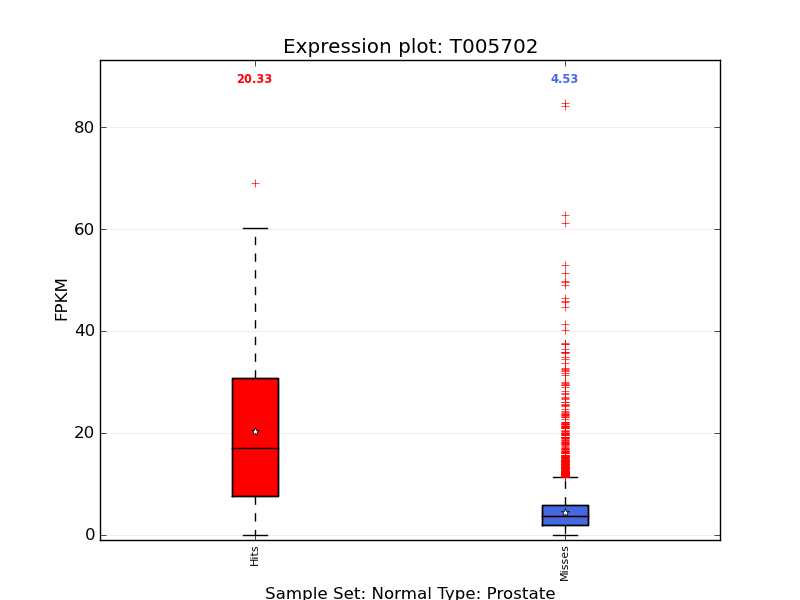 Expression plot: T005702
20.33
4.53
80
60
40
20
0
FPKM
Hits
Misses
Sample Set: Normal Type: Prostate